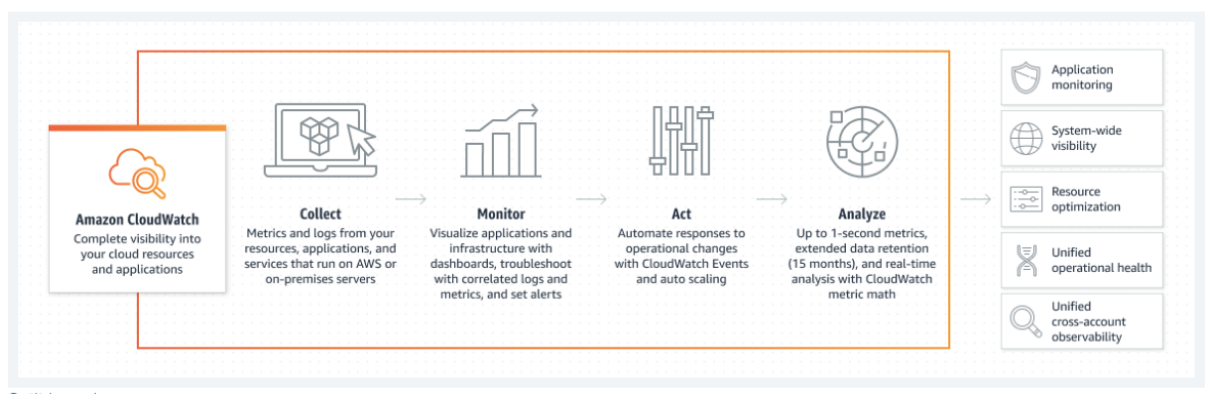 Amazon CloudWatch
Complete visibility into
your cloud resources
and applications
Collect
Metrics and logs from your
resources, applications, and
services that run on AWS or
on-premises servers
Monitor
Visualize applications and
infrastructure with
dashboards, troubleshoot
with correlated logs and
metrics, and set alerts
Act
Automate responses to
operational changes
with CloudWatch Events
and auto scaling
Analyze
Up to 1-second metrics,
extended data retention
(15 months), and real-time
analysis with CloudWatch
metric math
Application
monitoring
System-wide
visibility
Resource
optimization
Unified
operational health
Unified
cross-account
observability